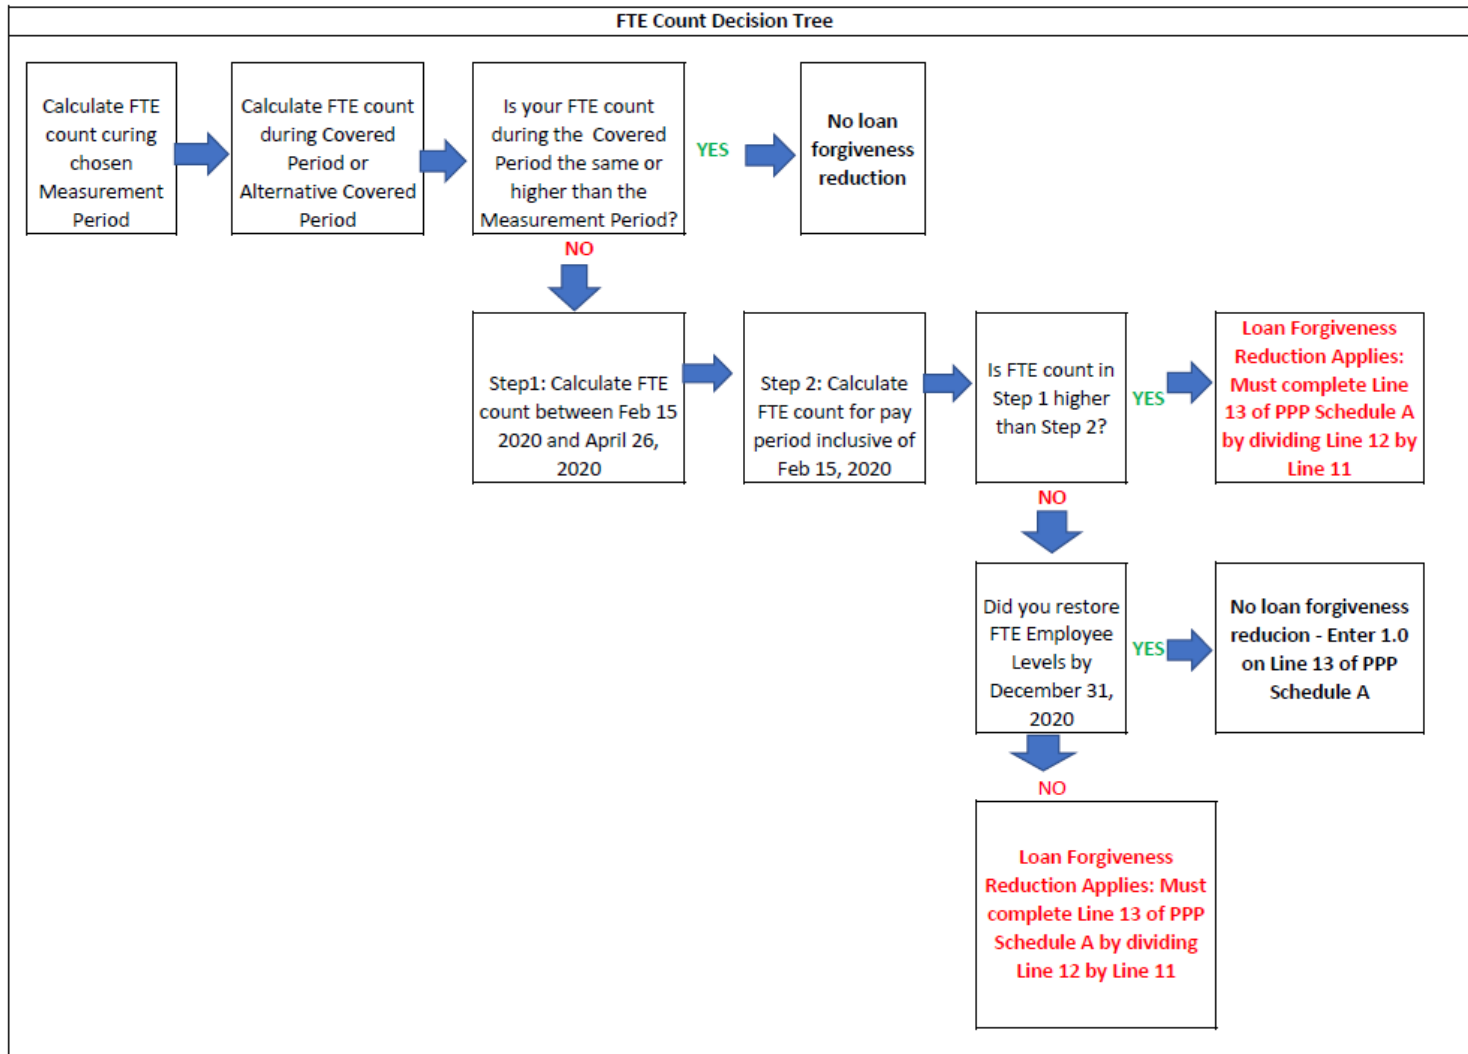 FTE Count Decision Tree
Calculate FTE
count curing
chosen
Measurement
Period
Calculate FTE count
during Covered
Period or
Alternative Covered
Period
Is your FTE count
during the Covered
Period the same or
higher than the
Measurement Period?
YES
No loan
forgiveness
reduction
NO
Step1: Calculate FTE
count between Feb 15
2020 and April 26,
2020
Step 2: Calculate
FTE count for pay
period inclusive of
Feb 15, 2020
Is FTE count in
Step 1 higher
than Step 2?
YES
Loan Forgiveness
Reduction Applies:
Must complete Line
13 of PPP Schedule A
by dividing Line 12 by
Line 11
NO
Did you restore
FTE Employee
Levels by
December 31,
2020
YES
No loan forgiveness
reducion - Enter 1.0
on Line 13 of PPP
Schedule A
NO
Loan Forgiveness
Reduction Applies: Must
complete Line 13 of PPP
Schedule A by dividing
Line 12 by Line 11